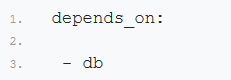 1. depends_on:
2.
3. - db